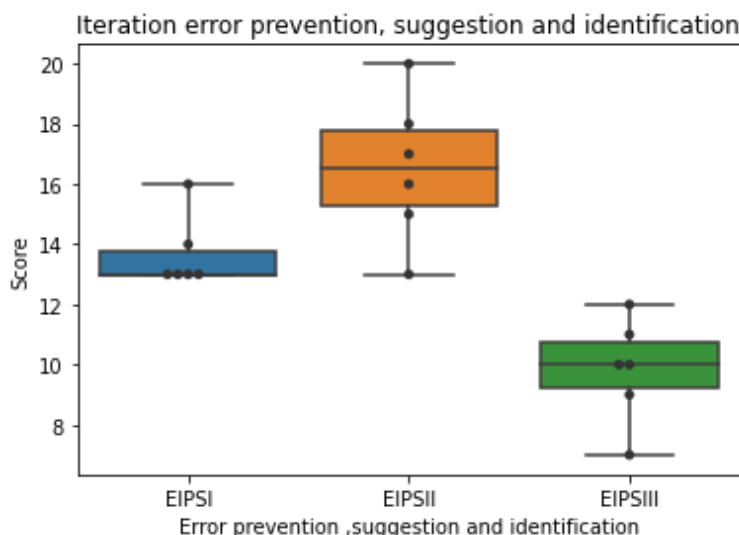 Iteration error prevention, suggestion and identification
Score
20
18
16
14
12
10
8
EIPSI EIPSII EIPSIII
Error prevention ,suggestion and identification